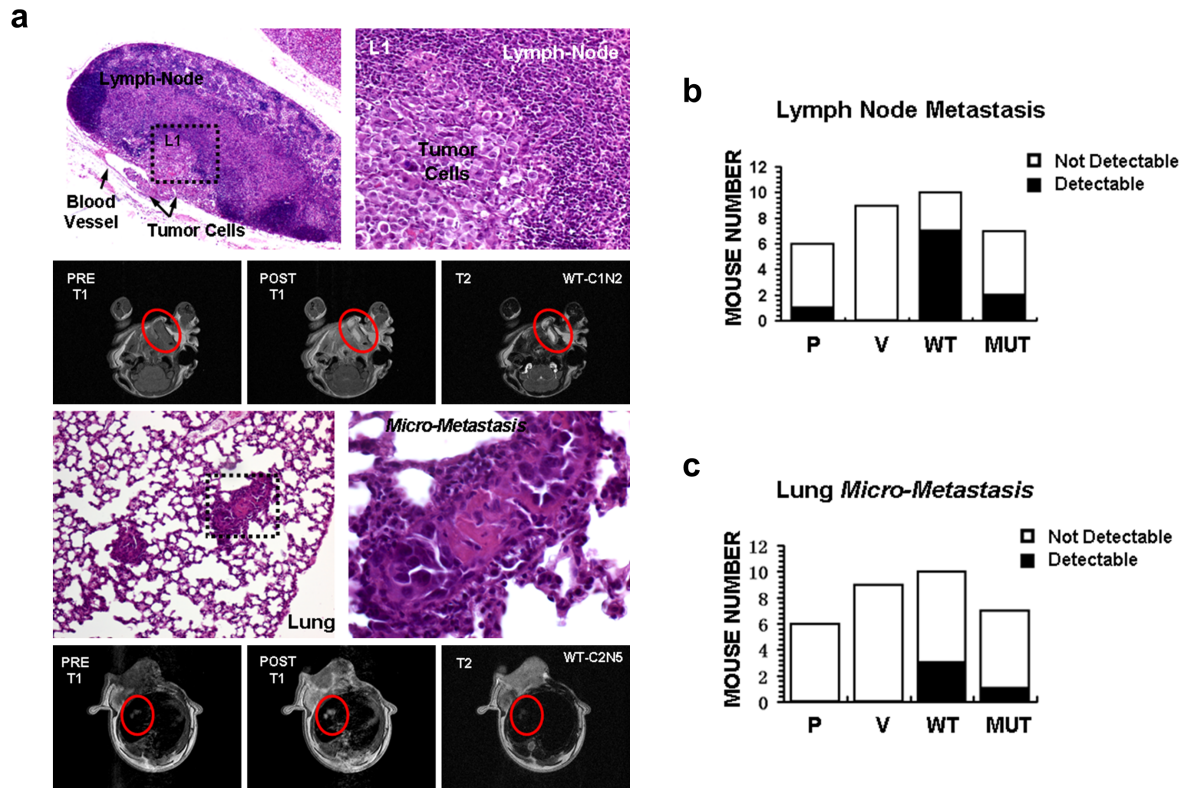 a
Lymph-Node
L1
Blood
Vessel
Tumor Cells
L1
Lymph-Node
Tumor
Cells
PRE
T1
POST
T1
T2
WT-C1N2
Lung
Micro-Metastasis
PRE
T1
POST
T1
T2
WT-C2N5
b
Lymph Node Metastasis
MOUSE NUMBER
12
10
8
6
4
2
0
P V WT MUT
Not Detectable
Detectable
c
Lung Micro-Metastasis
MOUSE NUMBER
12
10
8
6
4
2
0
P V WT MUT
Not Detectable
Detectable